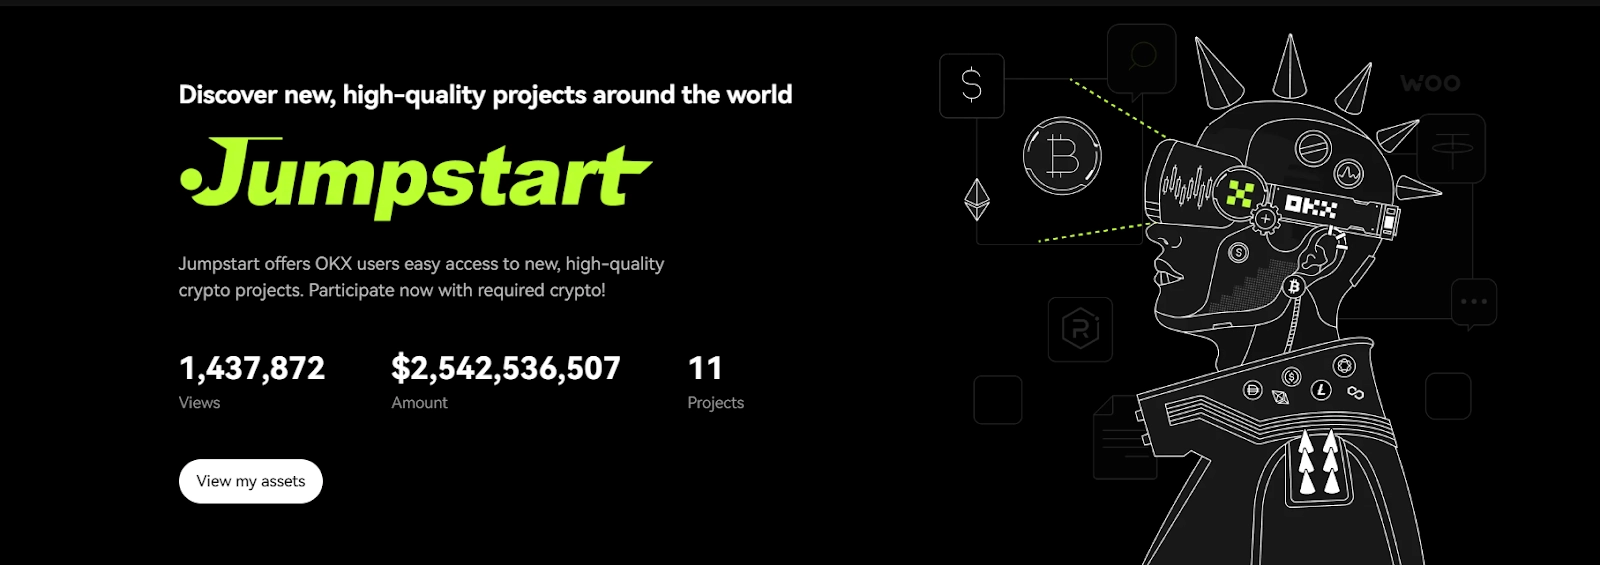 Discover new, high-quality projects around the world
Jumpstart
Jumpstart offers OKX users easy access to new, high-quality
crypto projects. Participate now with required crypto!
1,437,872 $2,542,536,507 11
Views Amount Projects
View my assets
WOO
OKX